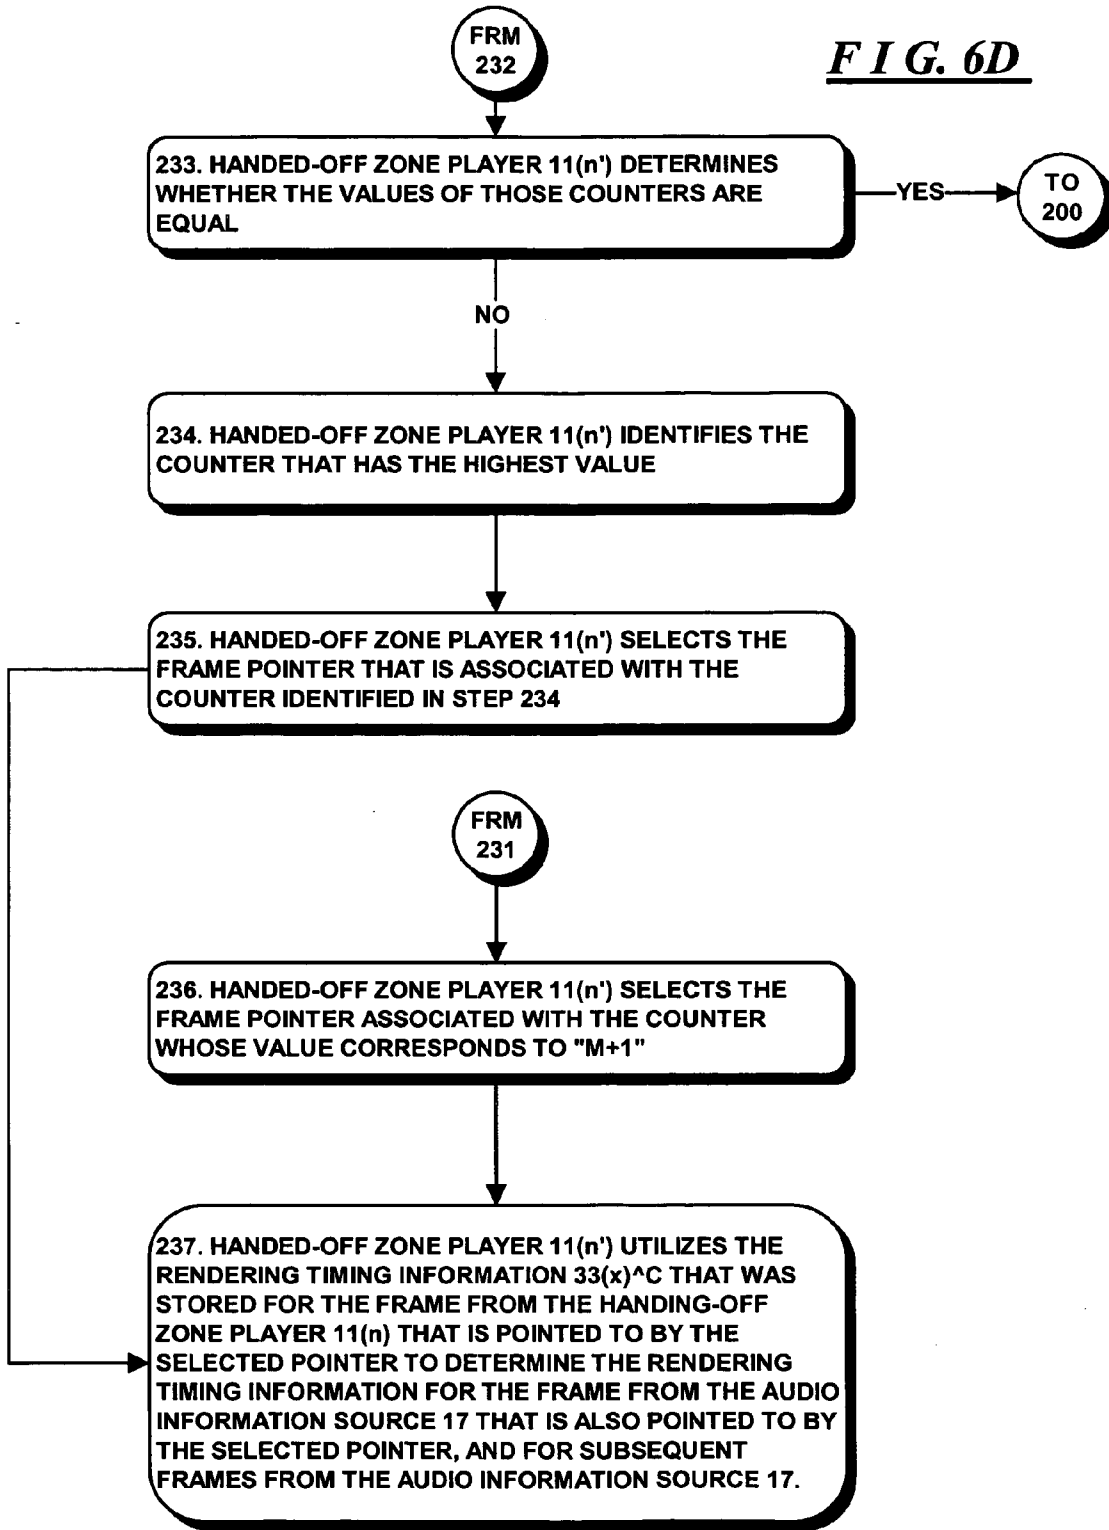 FRM
232
F I G. 6D
233. HANDED-OFF ZONE PLAYER 11(n') DETERMINES
WHETHER THE VALUES OF THOSE COUNTERS ARE
EQUAL
YES
TO
200
NO
234. HANDED-OFF ZONE PLAYER 11(n') IDENTIFIES THE
COUNTER THAT HAS THE HIGHEST VALUE
235. HANDED-OFF ZONE PLAYER 11(n') SELECTS THE
FRAME POINTER THAT IS ASSOCIATED WITH THE
COUNTER IDENTIFIED IN STEP 234
FRM
231
236. HANDED-OFF ZONE PLAYER 11(n') SELECTS THE
FRAME POINTER ASSOCIATED WITH THE COUNTER
WHOSE VALUE CORRESPONDS TO "M+1"
237. HANDED-OFF ZONE PLAYER 11(n') UTILIZES THE
RENDERING TIMING INFORMATION 33(x)^C THAT WAS
STORED FOR THE FRAME FROM THE HANDING-OFF
ZONE PLAYER 11(n) THAT IS POINTED TO BY THE
SELECTED POINTER TO DETERMINE THE RENDERING
TIMING INFORMATION FOR THE FRAME FROM THE AUDIO
INFORMATION SOURCE 17 THAT IS ALSO POINTED TO BY
THE SELECTED POINTER, AND FOR SUBSEQUENT
FRAMES FROM THE AUDIO INFORMATION SOURCE 17.